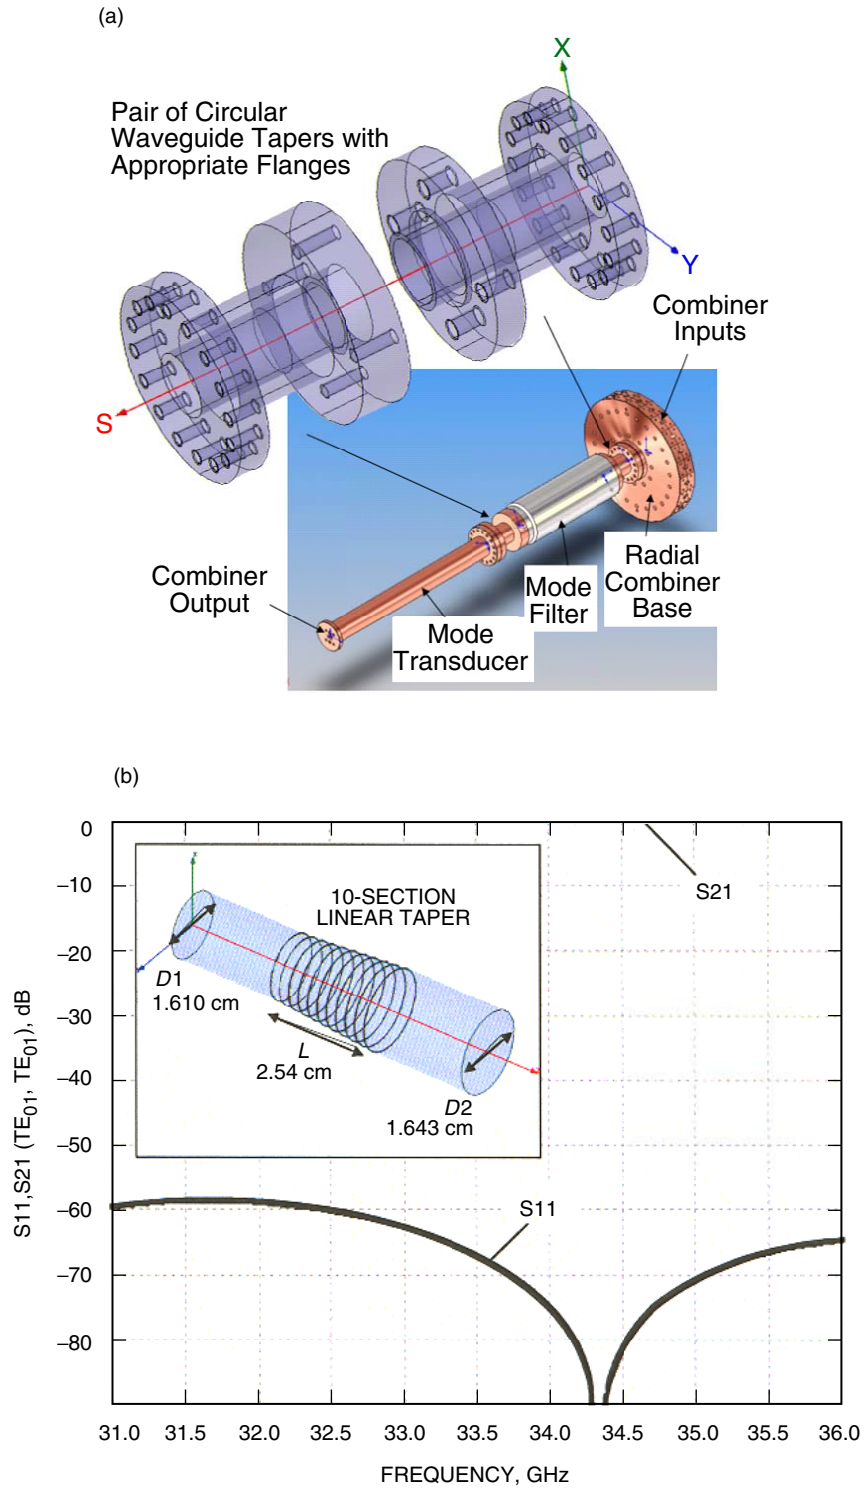 (a)
X
Pair of Circular
Waveguide Tapers with
Appropriate Flanges
Y
Combiner
Inputs
S
Combiner
Output
Mode
Transducer
Mode
Filter
Radial
Combiner
Base
(b)
0
–10
–20
–30
–40
–50
–60
–70
–80
S11,S21 (TE01, TE01), dB
S21
10-SECTION
LINEAR TAPER
D1
1.610 cm
L
2.54 cm
D2
1.643 cm
S11
31.0 31.5 32.0 32.5 33.0 33.5 34.0 34.5 35.0 35.5 36.0
FREQUENCY, GHz